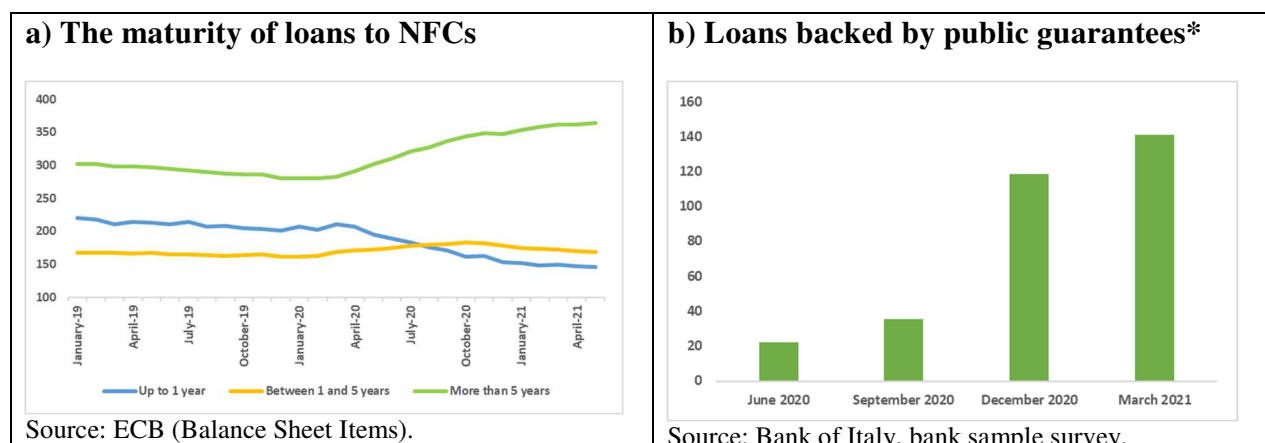 a) The maturity of loans to NFCs
400
350
300
250
200
150
100
January-19
April-19
July-19
October-19
January-20
April-20
July-20
October-20
January-21
April-21
Up to 1 year
Between 1 and 5 years
More than 5 years
Source: ECB (Balance Sheet Items).
b) Loans backed by public guarantees*
160
140
120
100
80
60
40
20
0
June 2020
September 2020
December 2020
March 2021
Source: Bank of Italy, bank sample survey.